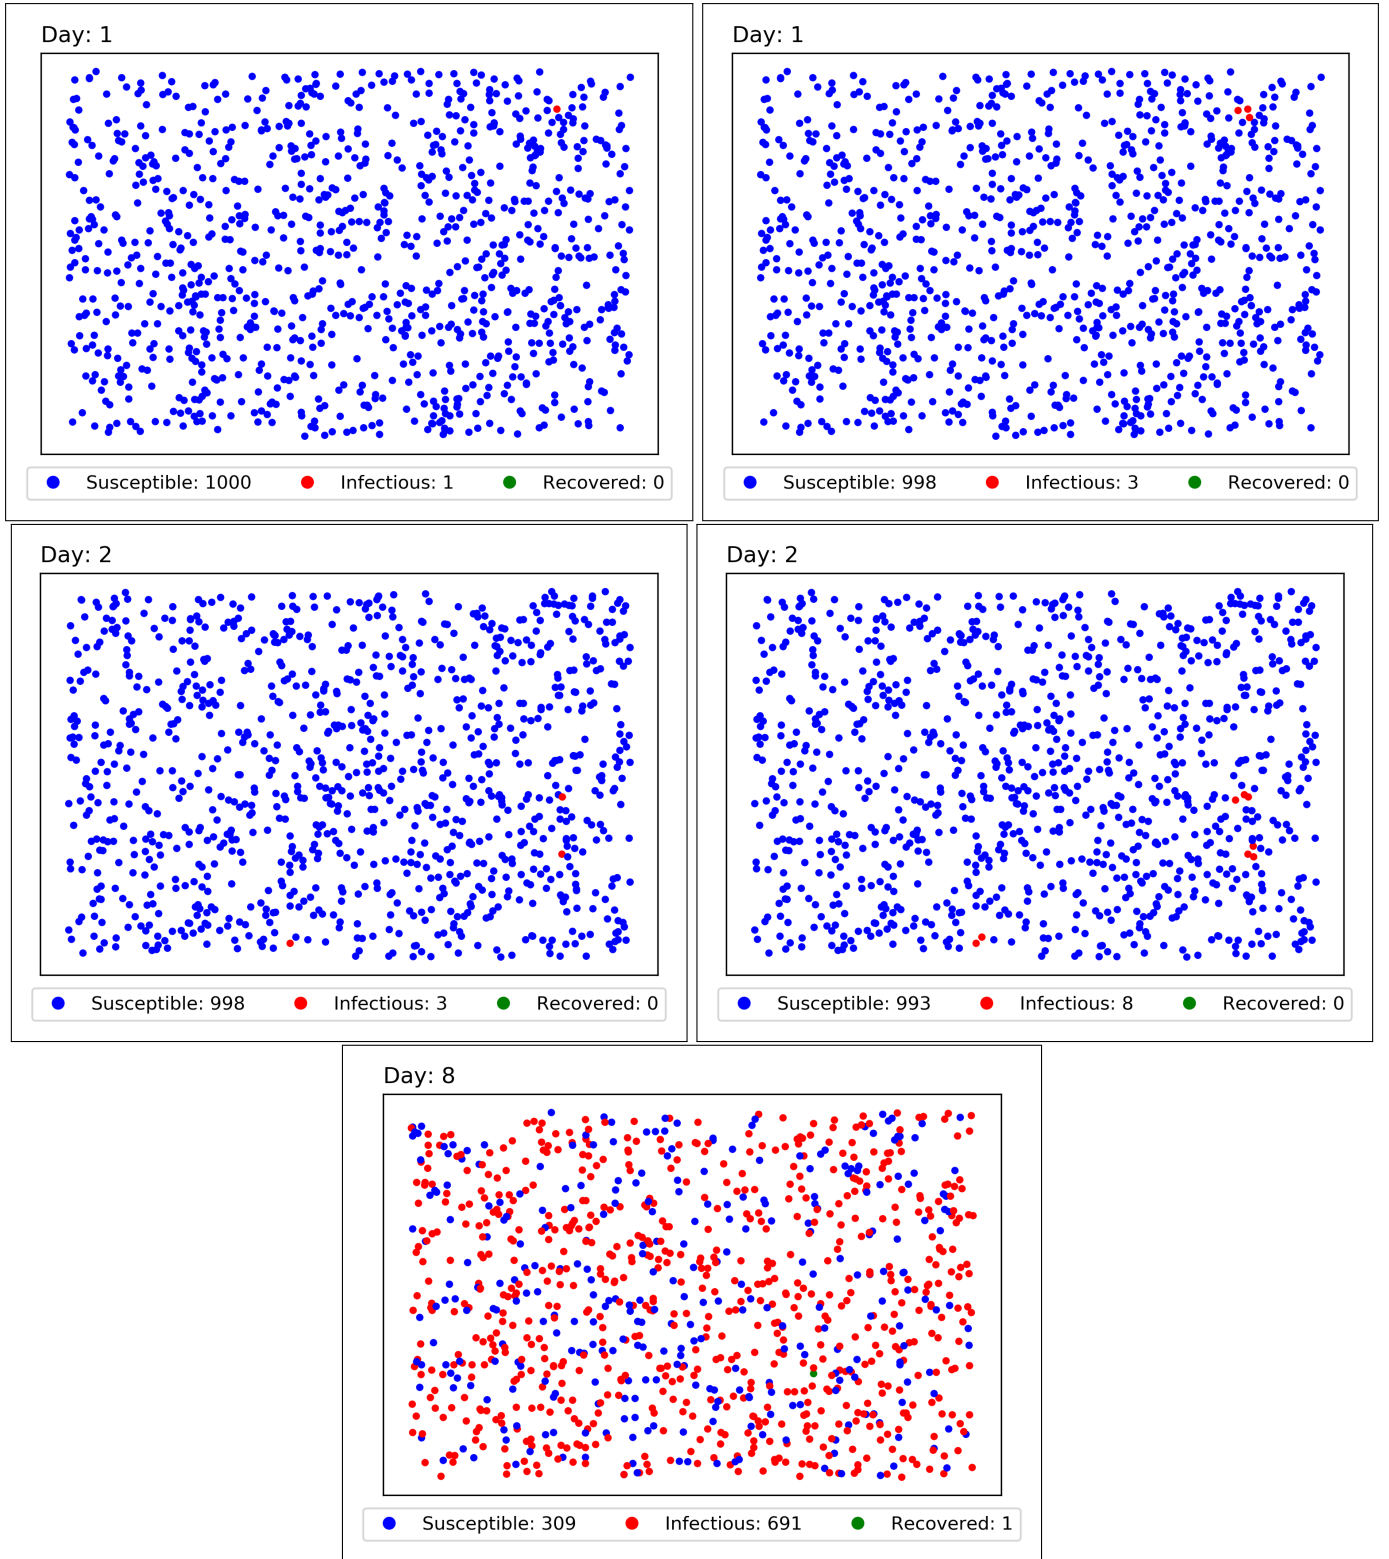 Day: 1
Susceptible: 1000 Infectious: 1 Recovered: 0
Day: 1
Susceptible: 998 Infectious: 3 Recovered: 0
Day: 2
Susceptible: 998 Infectious: 3 Recovered: 0
Day: 2
Susceptible: 993 Infectious: 8 Recovered: 0
Day: 8
Susceptible: 309 Infectious: 691 Recovered: 1